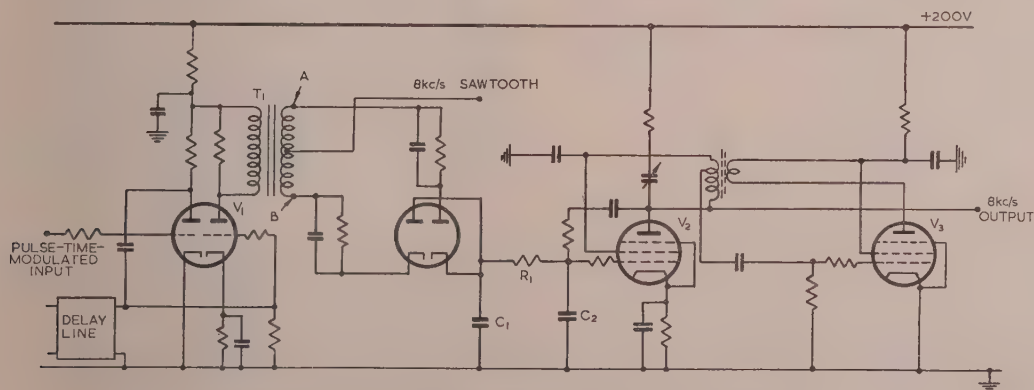 +200V
A
8kc/s SAWTOOTH
T1
B
V1
PULSE-TIME-
MODULATED
INPUT
DELAY
LINE
R1
C1
C2
V2
V3
8kc/s
OUTPUT